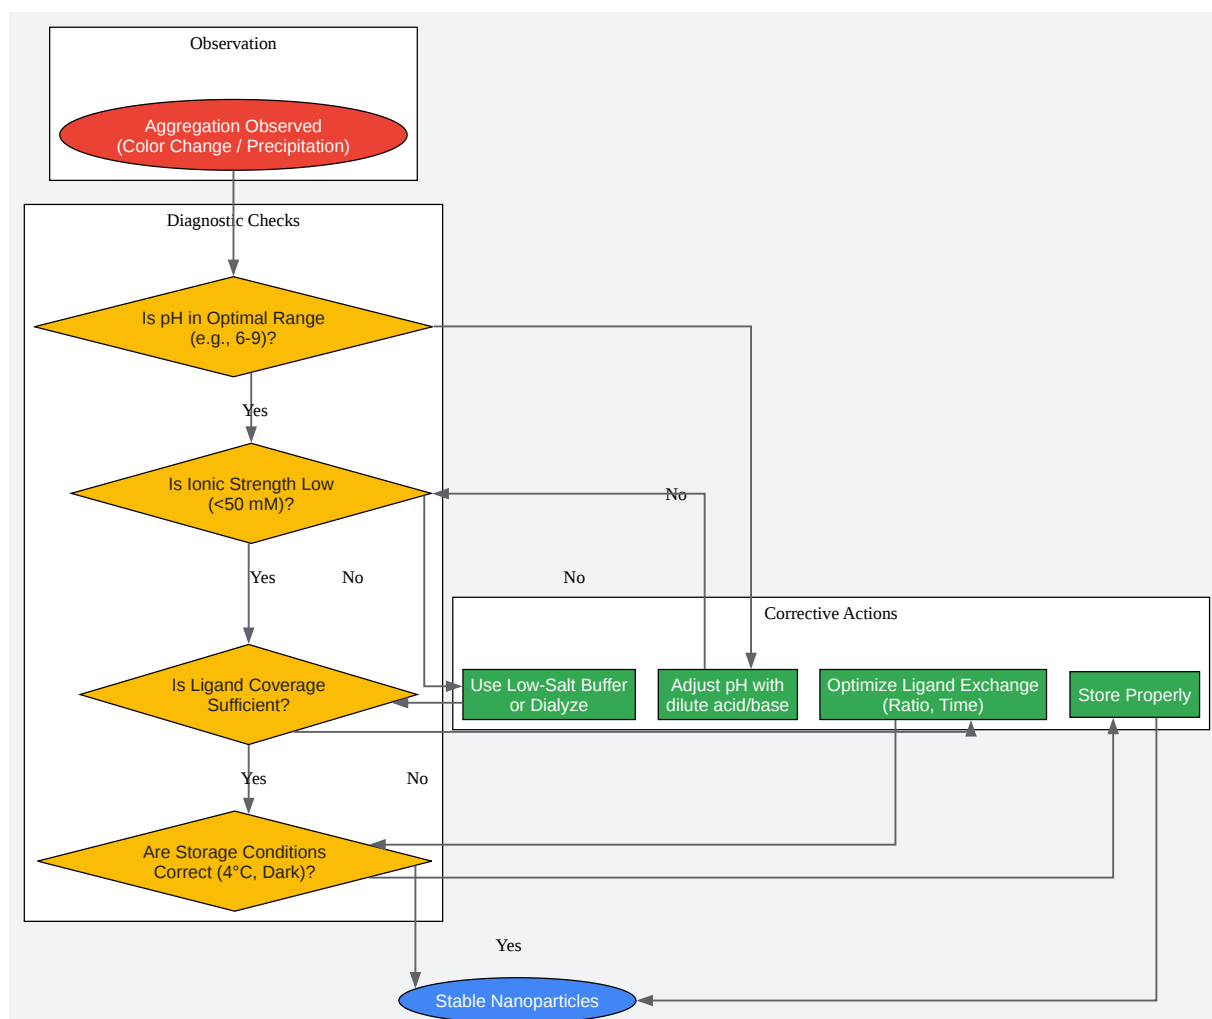 Observation
Aggregation Observed
(Color Change / Precipitation)
Diagnostic Checks
Is pH in Optimal Range
(e.g., 6-9)?
Yes
Is Ionic Strength Low
(<50 mM)?
No
Yes
No
No
Corrective Actions
Is Ligand Coverage
Sufficient?
Use Low-Salt Buffer
or Dialyze
Adjust pH with
dilute acid/base
Optimize Ligand Exchange
(Ratio, Time)
Store Properly
Yes
No
Are Storage Conditions
Correct (4°C, Dark)?
Yes
Stable Nanoparticles